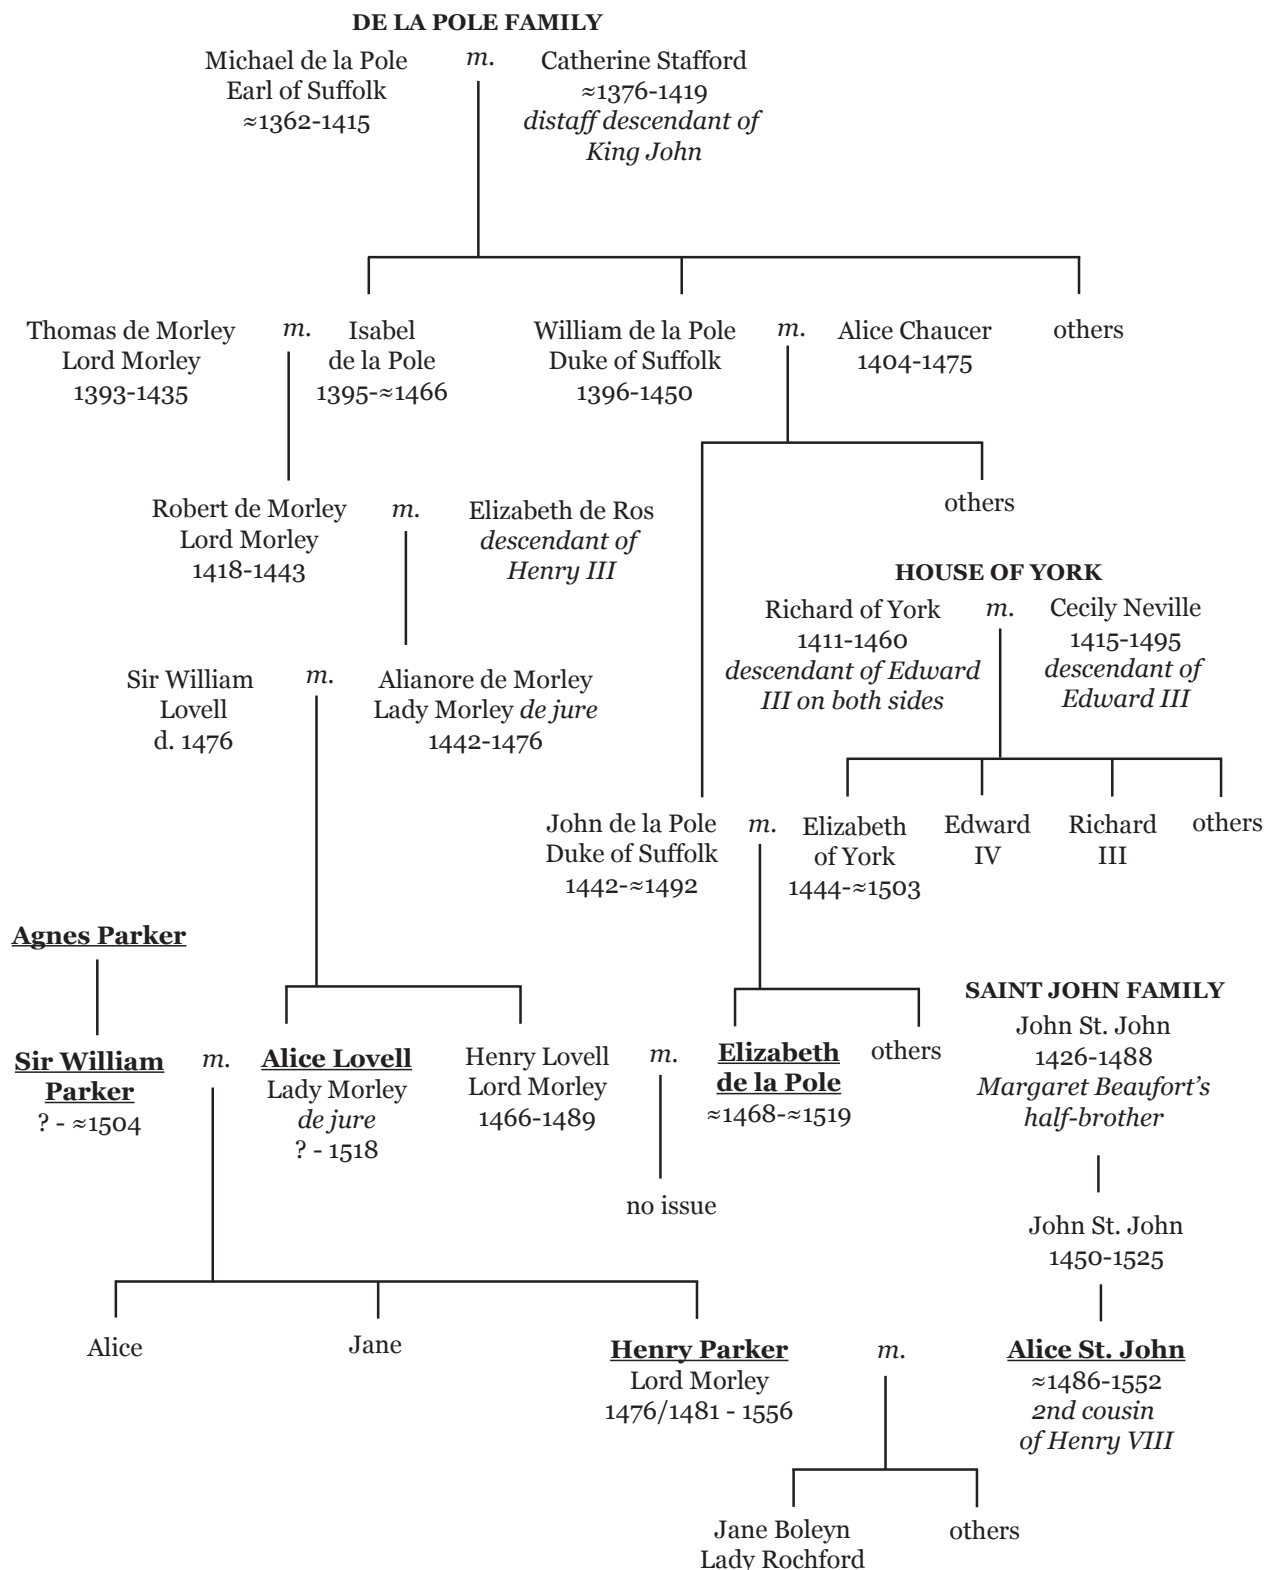 DE LA POLE FAMILY
Michael de la Pole
Earl of Suffolk
≈1362-1415
m.
Catherine Stafford
≈1376-1419
distaff descendant of
King John
Thomas de Morley
Lord Morley
1393-1435
m.
Isabel
de la Pole
1395-≈1466
William de la Pole
Duke of Suffolk
1396-1450
m.
Alice Chaucer
1404-1475
others
Robert de Morley
Lord Morley
1418-1443
m.
Elizabeth de Ros
descendant of
Henry III
others
HOUSE OF YORK
Richard of York
1411-1460
descendant of Edward
III on both sides
m.
Cecily Neville
1415-1495
descendant of
Edward III
Sir William
Lovell
d. 1476
m.
Alianore de Morley
Lady Morley de jure
1442-1476
John de la Pole
Duke of Suffolk
1442-≈1492
m.
Elizabeth
of York
1444-≈1503
Edward
IV
Richard
III
others
Agnes Parker
Sir William
Parker
? - ≈1504
m.
Alice Lovell
Lady Morley
de jure
? - 1518
Henry Lovell
Lord Morley
1466-1489
m.
Elizabeth
de la Pole
≈1468-≈1519
others
SAINT JOHN FAMILY
John St. John
1426-1488
Margaret Beaufort's
half-brother
no issue
John St. John
1450-1525
Alice
Jane
Henry Parker
Lord Morley
1476/1481 - 1556
m.
Alice St. John
≈1486-1552
2nd cousin
of Henry VIII
Jane Boleyn
Lady Rochford
others